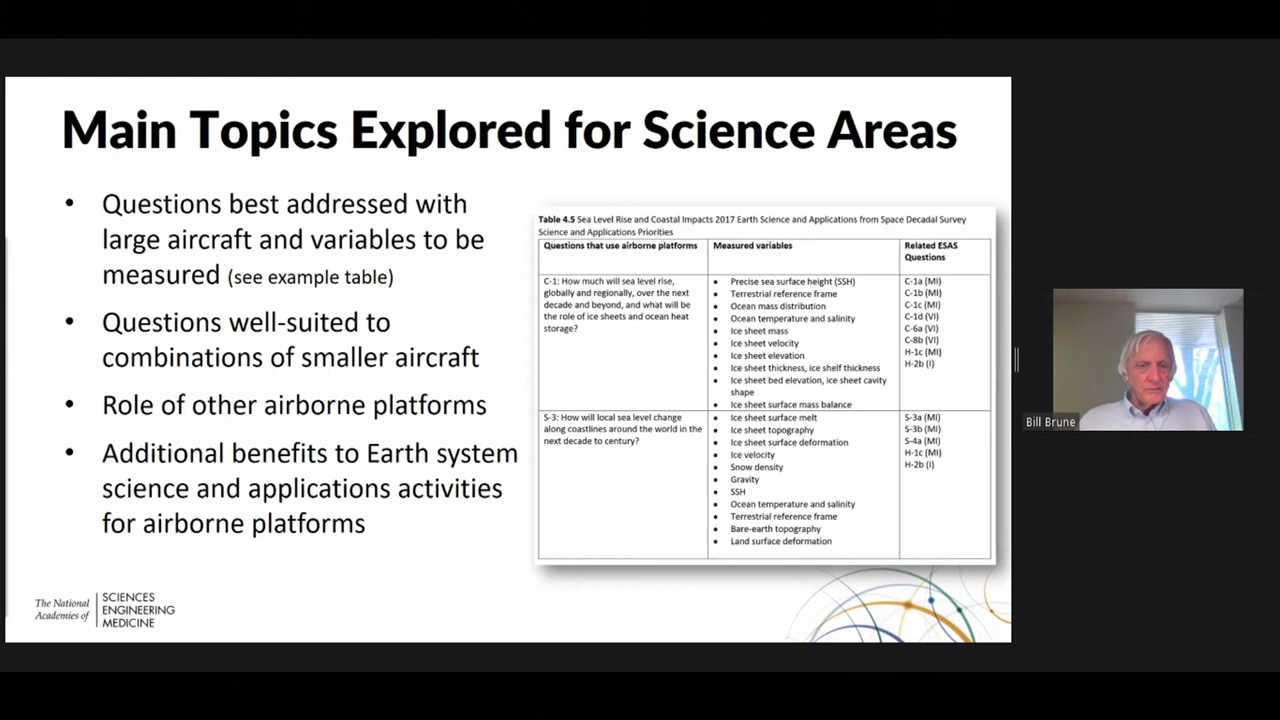 Main Topics Explored for Science Areas
• Questions best addressed with
large aircraft and variables to be
measured (see example table)
• Questions well-suited to
combinations of smaller aircraft
• Role of other airborne platforms
• Additional benefits to Earth system
science and applications activities
for airborne platforms
Table 4.5 Sea Level Rise and Coastal Impacts 2017 Earth Science and Applications from Space Decadal Survey
Science and Applications Priorities
Questions that use airborne platforms
Measured variables
Related ESAS
Questions
C-1: How much will sea level rise,
globally and regionally, over the next
decade and beyond, and what will be
the role of ice sheets and ocean heat
storage?
• Precise sea surface height (SSH)
• Terrestrial reference frame
• Ocean mass distribution
• Ocean temperature and salinity
• Ice sheet mass
• Ice sheet velocity
• Ice sheet elevation
• Ice sheet thickness, ice shelf thickness
• Ice sheet bed elevation, ice sheet cavity
shape
• Ice sheet surface mass balance
C-1a (MI)
C-1b (MI)
C-1c (MI)
C-1d (VI)
C-6a (VI)
C-8b (VI)
H-1c (MI)
H-2b (I)
S-3: How will local sea level change
along coastlines around the world in the
next decade to century?
• Ice sheet surface melt
• Ice sheet topography
• Ice sheet surface deformation
• Ice velocity
• Snow density
• Gravity
• SSH
• Ocean temperature and salinity
• Terrestrial reference frame
• Bare-earth topography
• Land surface deformation
S-3a (MI)
S-3b (MI)
S-4a (MI)
H-1c (MI)
H-2b (I)
The National
Academies of
SCIENCES
ENGINEERING
MEDICINE
Bill Brune